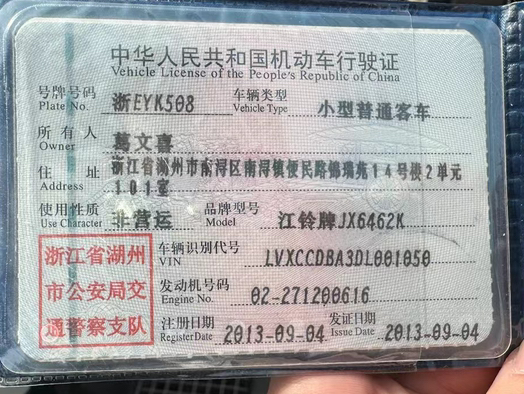 中华人民共和国机动车行驶证
Vehicle License of the People's Republic of China
号牌号码 浙EYK508 车辆类型 小型普通客车
Plate No. Vehicle Type
所有人 葛文喜
Owner
住址 浙江省湖州市南浔区南浔镇便民路锦瑞苑14号楼2单元
Address 101室
使用性质 非营运 品牌型号 江铃牌JX6462K
Use Character Model
浙江省湖州
市公安局交
通警察支队
车辆识别代号 LVXCCDBA3DL001050
VIN
发动机号码 02-271200616
Engine No.
注册日期 2013-09-04 发证日期 2013-09-04
RegisterDate Issue Date